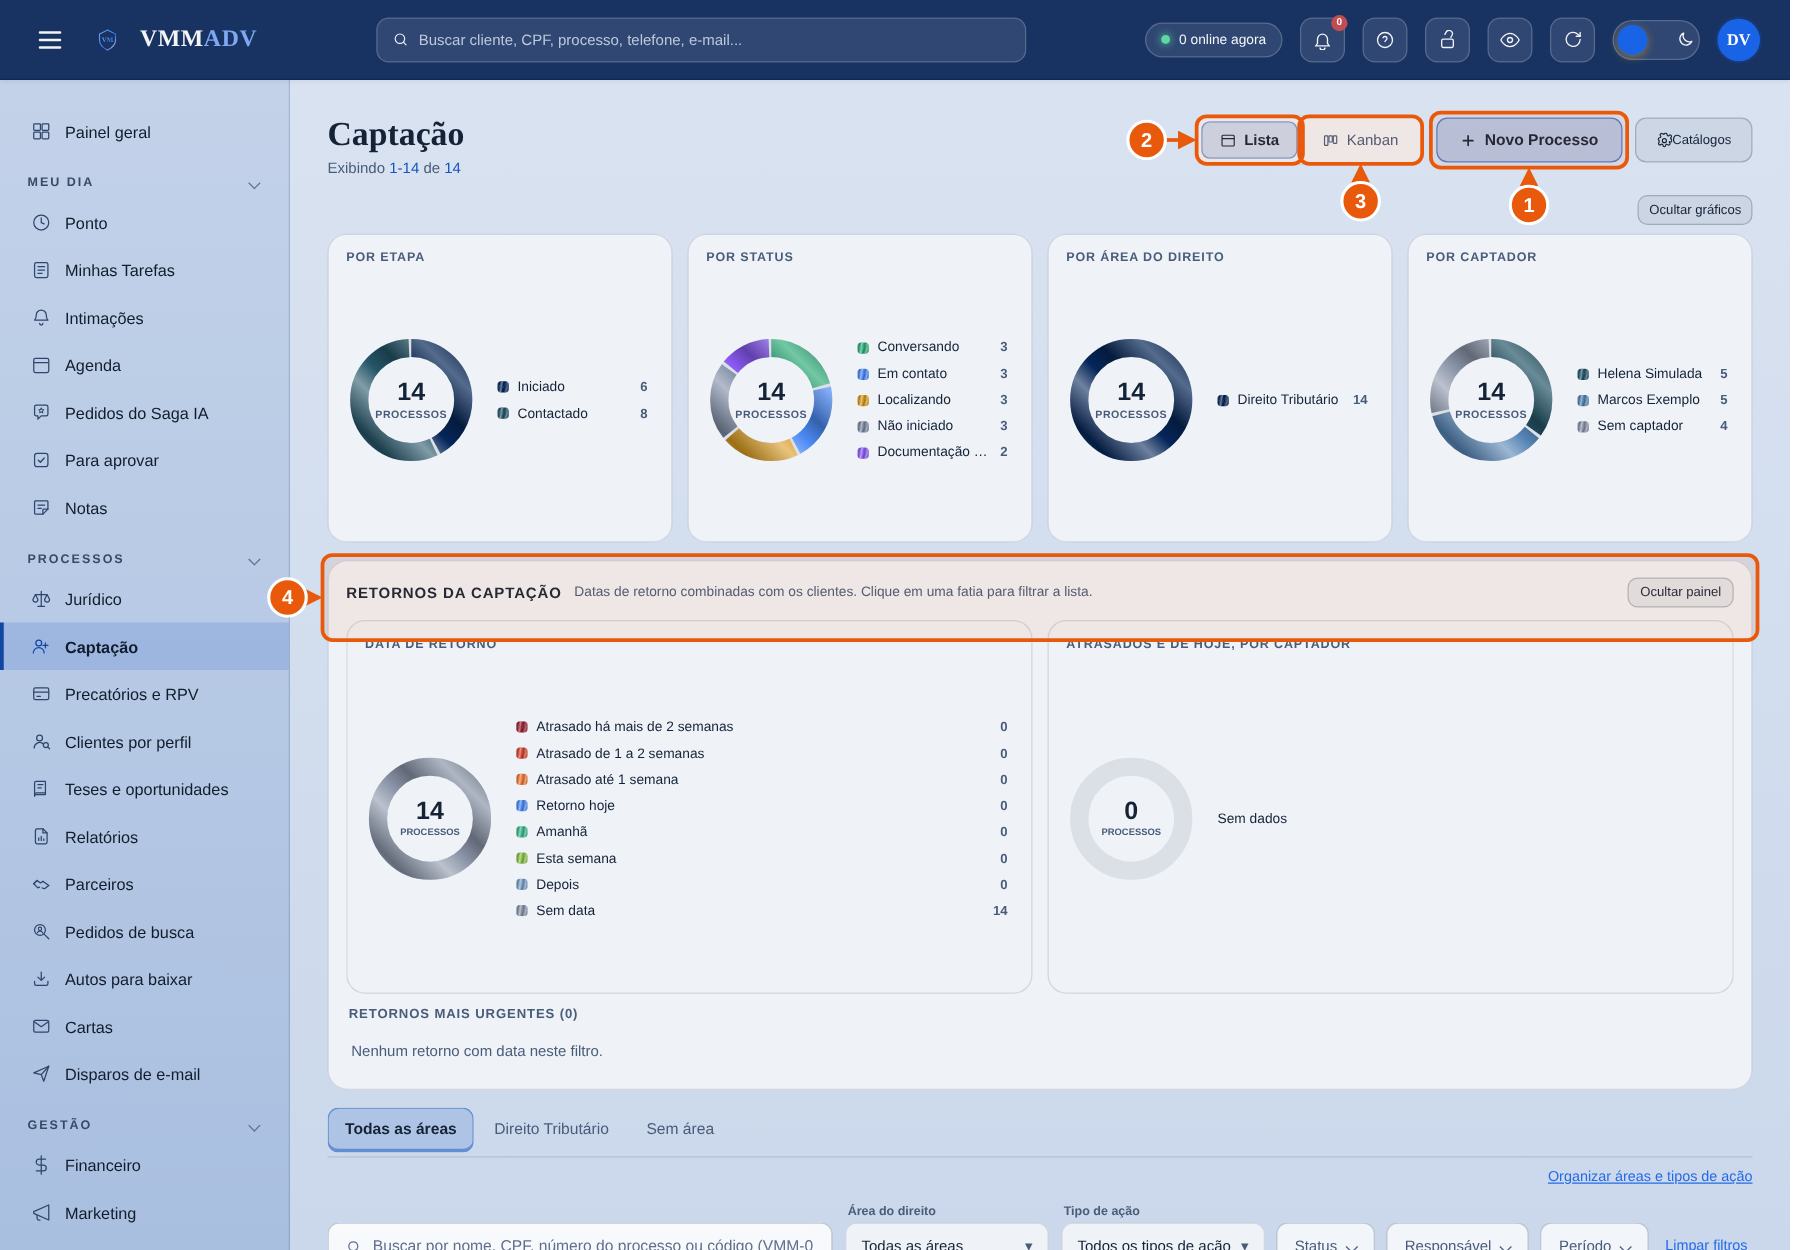 VMMADV
Buscar cliente, CPF, processo, telefone, e-mail...
0 online agora
0
DV
Painel geral
MEU DIA
Ponto
Minhas Tarefas
Intimações
Agenda
Pedidos do Saga IA
Para aprovar
Notas
PROCESSOS
Jurídico
Captação
Precatórios e RPV
Clientes por perfil
Teses e oportunidades
Relatórios
Parceiros
Pedidos de busca
Autos para baixar
Cartas
Disparos de e-mail
GESTÃO
Financeiro
Marketing
Captação
Exibindo 1-14 de 14
2
Lista
Kanban
Novo Processo
Catálogos
3
1
Ocultar gráficos
POR ETAPA
14
PROCESSOS
Iniciado 6
Contactado 8
POR STATUS
14
PROCESSOS
Conversando 3
Em contato 3
Localizando 3
Não iniciado 3
Documentação ... 2
POR ÁREA DO DIREITO
14
PROCESSOS
Direito Tributário 14
POR CAPTADOR
14
PROCESSOS
Helena Simulada 5
Marcos Exemplo 5
Sem captador 4
4
RETORNOS DA CAPTAÇÃO Datas de retorno combinadas com os clientes. Clique em uma fatia para filtrar a lista.
Ocultar painel
DATA DE RETORNO
14
PROCESSOS
Atrasado há mais de 2 semanas 0
Atrasado de 1 a 2 semanas 0
Atrasado até 1 semana 0
Retorno hoje 0
Amanhã 0
Esta semana 0
Depois 0
Sem data 14
ATRASADOS E DE HOJE, POR CAPTADOR
0
PROCESSOS
Sem dados
RETORNOS MAIS URGENTES (0)
Nenhum retorno com data neste filtro.
Todas as áreas
Direito Tributário
Sem área
Organizar áreas e tipos de ação
Área do direito
Tipo de ação
Buscar por nome, CPF, número do processo ou código (VMM-0
Todas as áreas
Todos os tipos de ação
Status
Responsável
Período
Limpar filtros